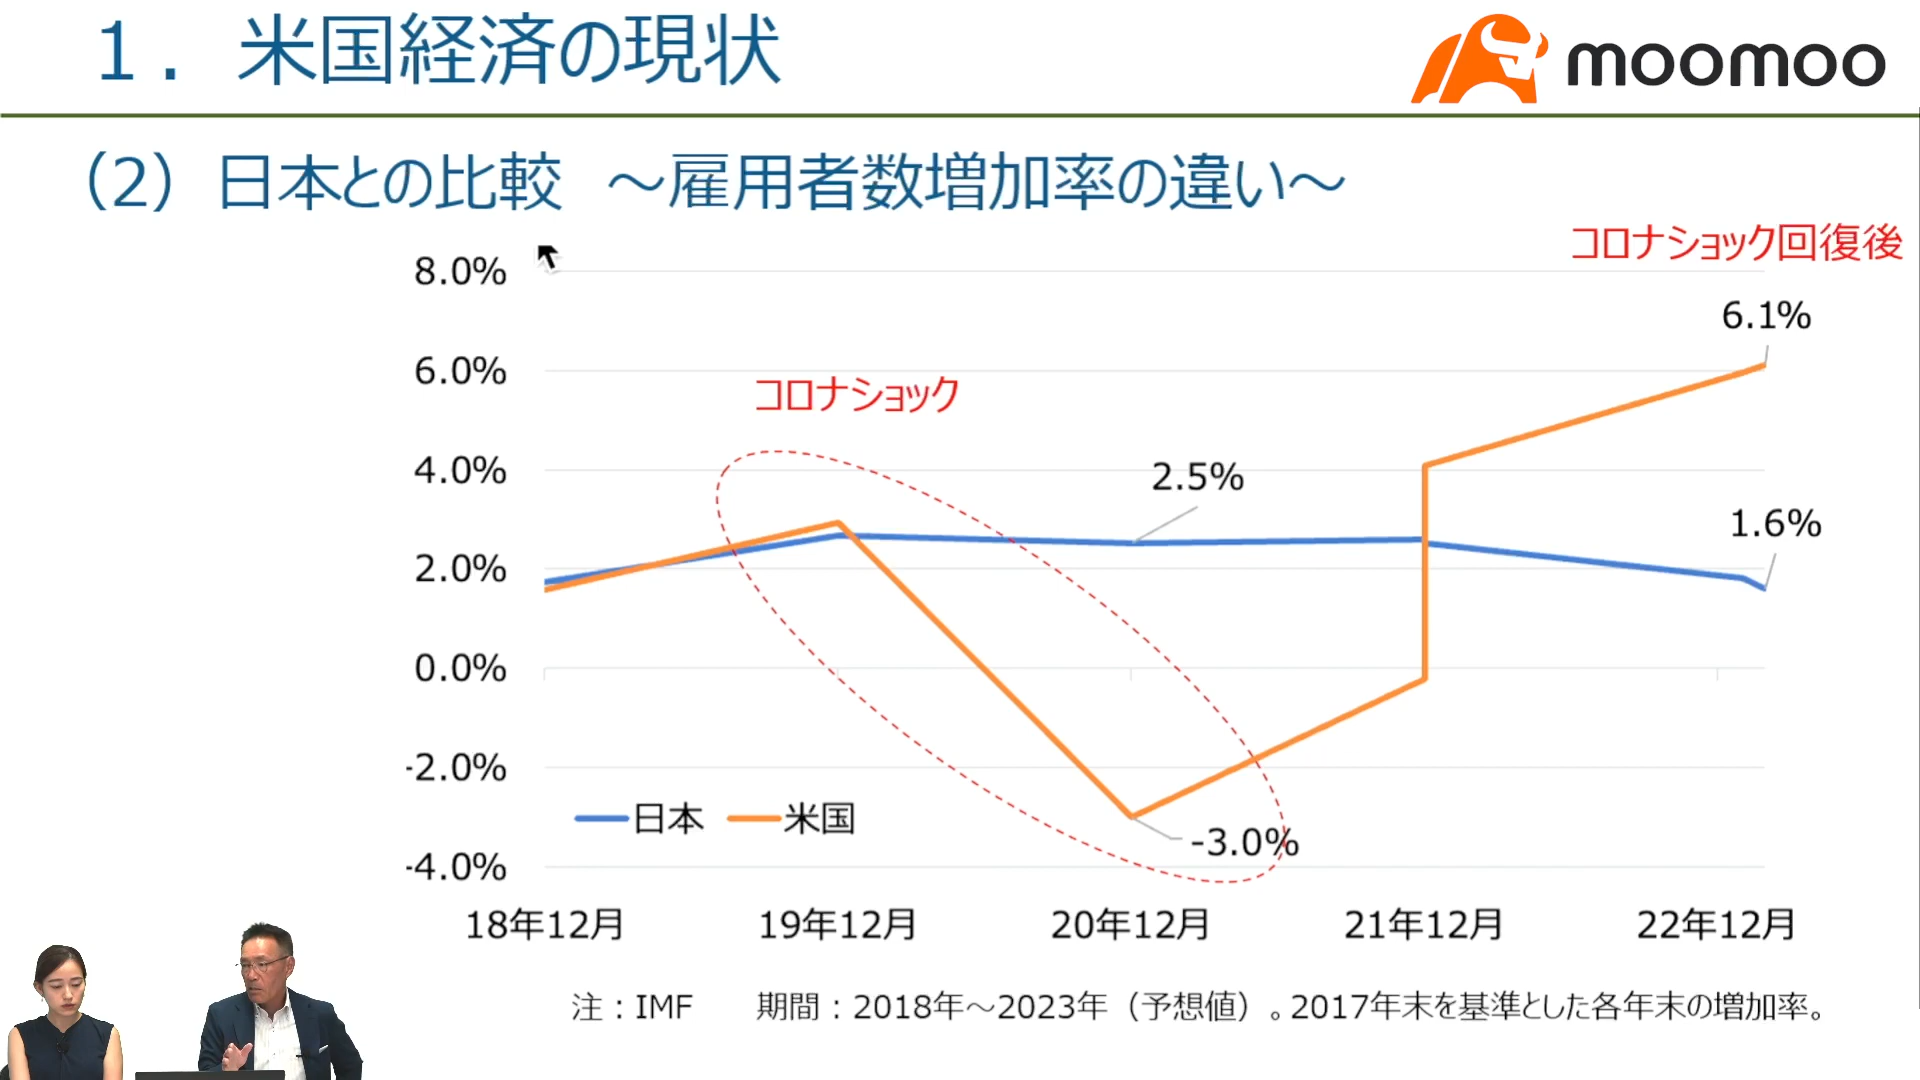 1. 米国経済の現状
moomoo
（2）日本との比較 ～雇用者数増加率の違い～
コロナショック回復後
8.0%
6.1%
6.0%
コロナショック
4.0%
2.5%
1.6%
2.0%
0.0%
-2.0%
日本 米国
-3.0%
-4.0%
18年12月 19年12月 20年12月 21年12月 22年12月
注：IMF 期間：2018年～2023年（予想値）。2017年末を基準とした各年末の増加率。